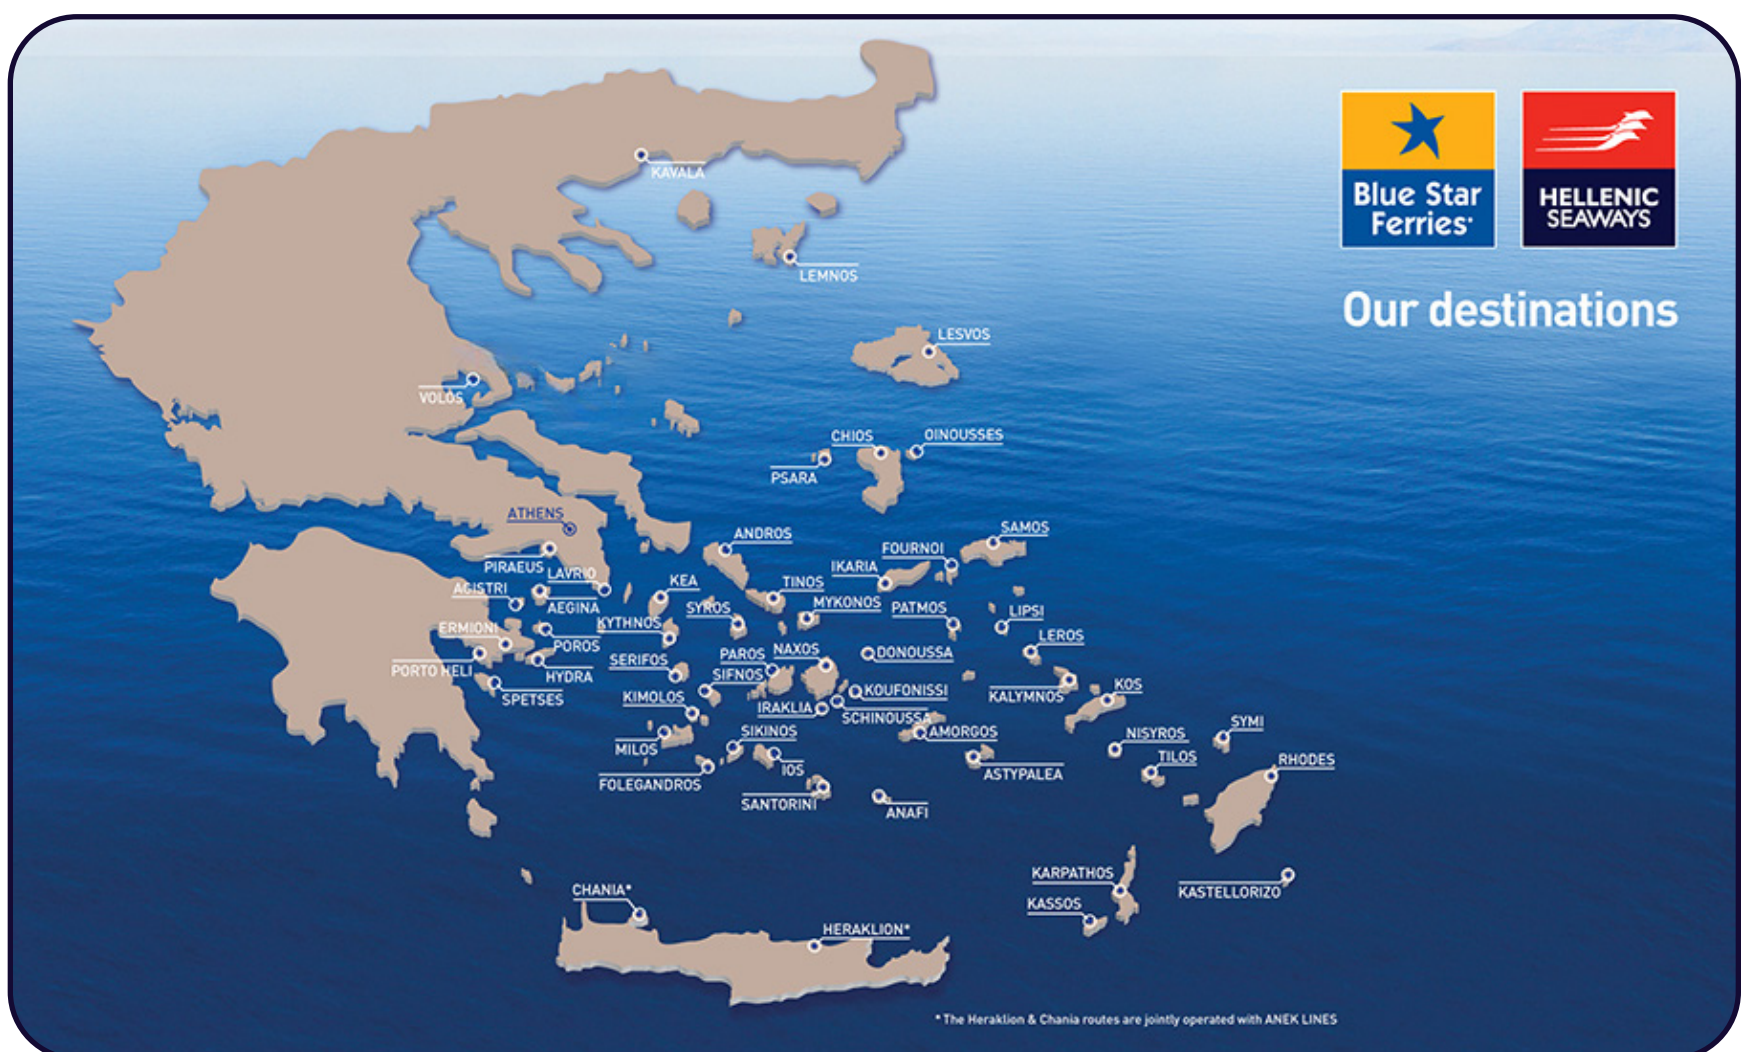 Blue Star
Ferries
HELLENIC
SEAWAYS
Our destinations
KAVALA
LEMNOS
LESVOS
VOLOS
CHIOS
OINOUSSES
PSARA
ATHENS
ANDROS
SAMOS
FOURNOI
PIRAEUS
LAVRIO
IKARIA
AGISTRI
KEA
TINOS
AEGINA
SYROS
MYKONOS
PATMOS
LIPSI
KYTHNOS
ERMIONI
POROS
LEROS
PAROS
NAXOS
DONOUSSA
SERIFOS
PORTO HELI
HYDRA
SIFNOS
KALYMNOS
KOS
SPETSES
KIMOLOS
KOUFONISSI
IRAKLIA
SCHINOUSSA
SYMI
SIKINOS
AMORGOS
NISYROS
MILOS
TILOS
RHODES
IOS
ASTYPALEA
FOLEGANDROS
SANTORINI
ANAFI
KARPATHOS
CHANIA*
KASTELLORIZO
KASSOS
HERAKLION*
* The Heraklion & Chania routes are jointly operated with ANEK LINES